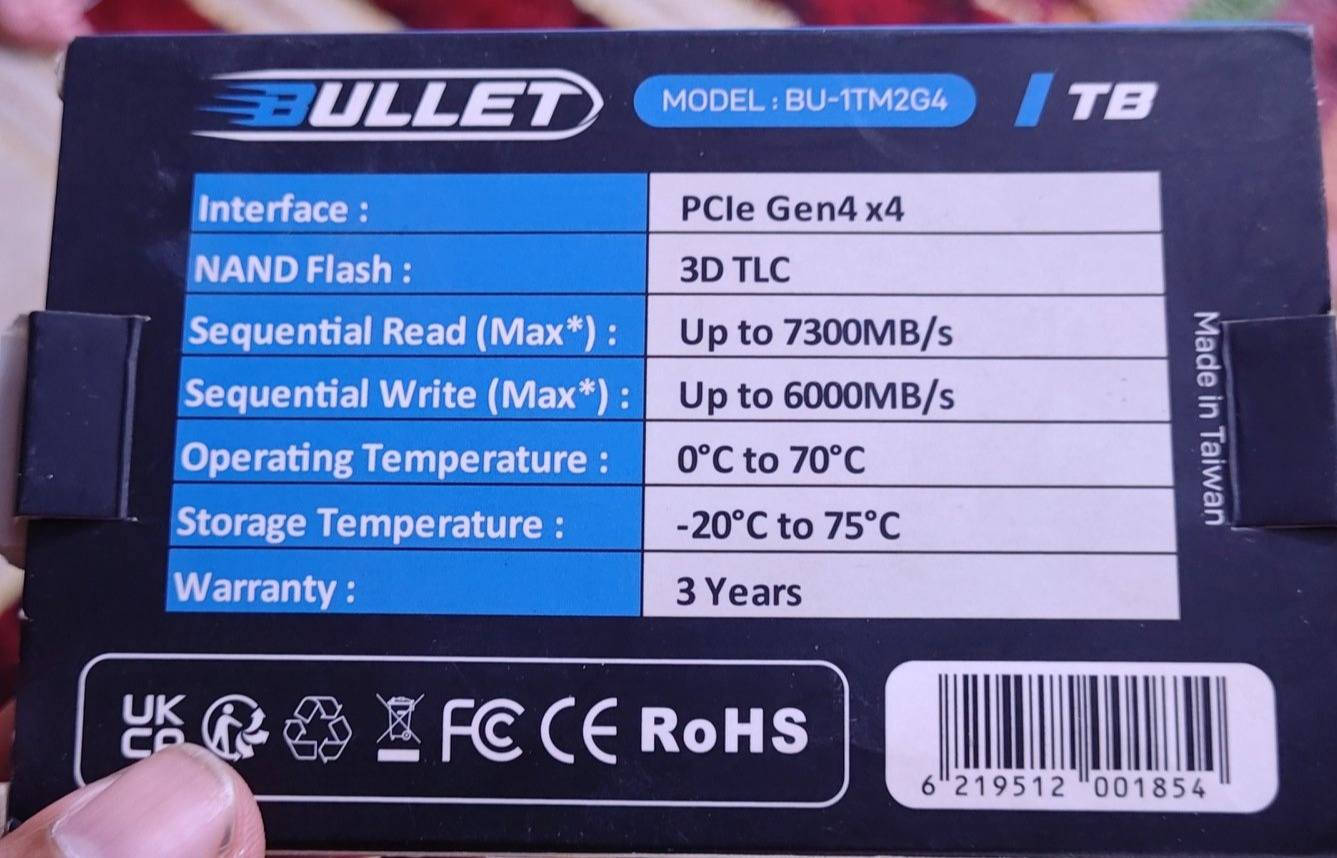 BULLET MODEL : BU-1TM2G4 1 TB
Interface : PCIe Gen4 x4
NAND Flash : 3D TLC
Sequential Read (Max*) : Up to 7300MB/s
Sequential Write (Max*) : Up to 6000MB/s
Operating Temperature : 0°C to 70°C
Storage Temperature : -20°C to 75°C
Warranty : 3 Years
Made in Taiwan
UK
CA FC CE RoHS
6 219512 001854